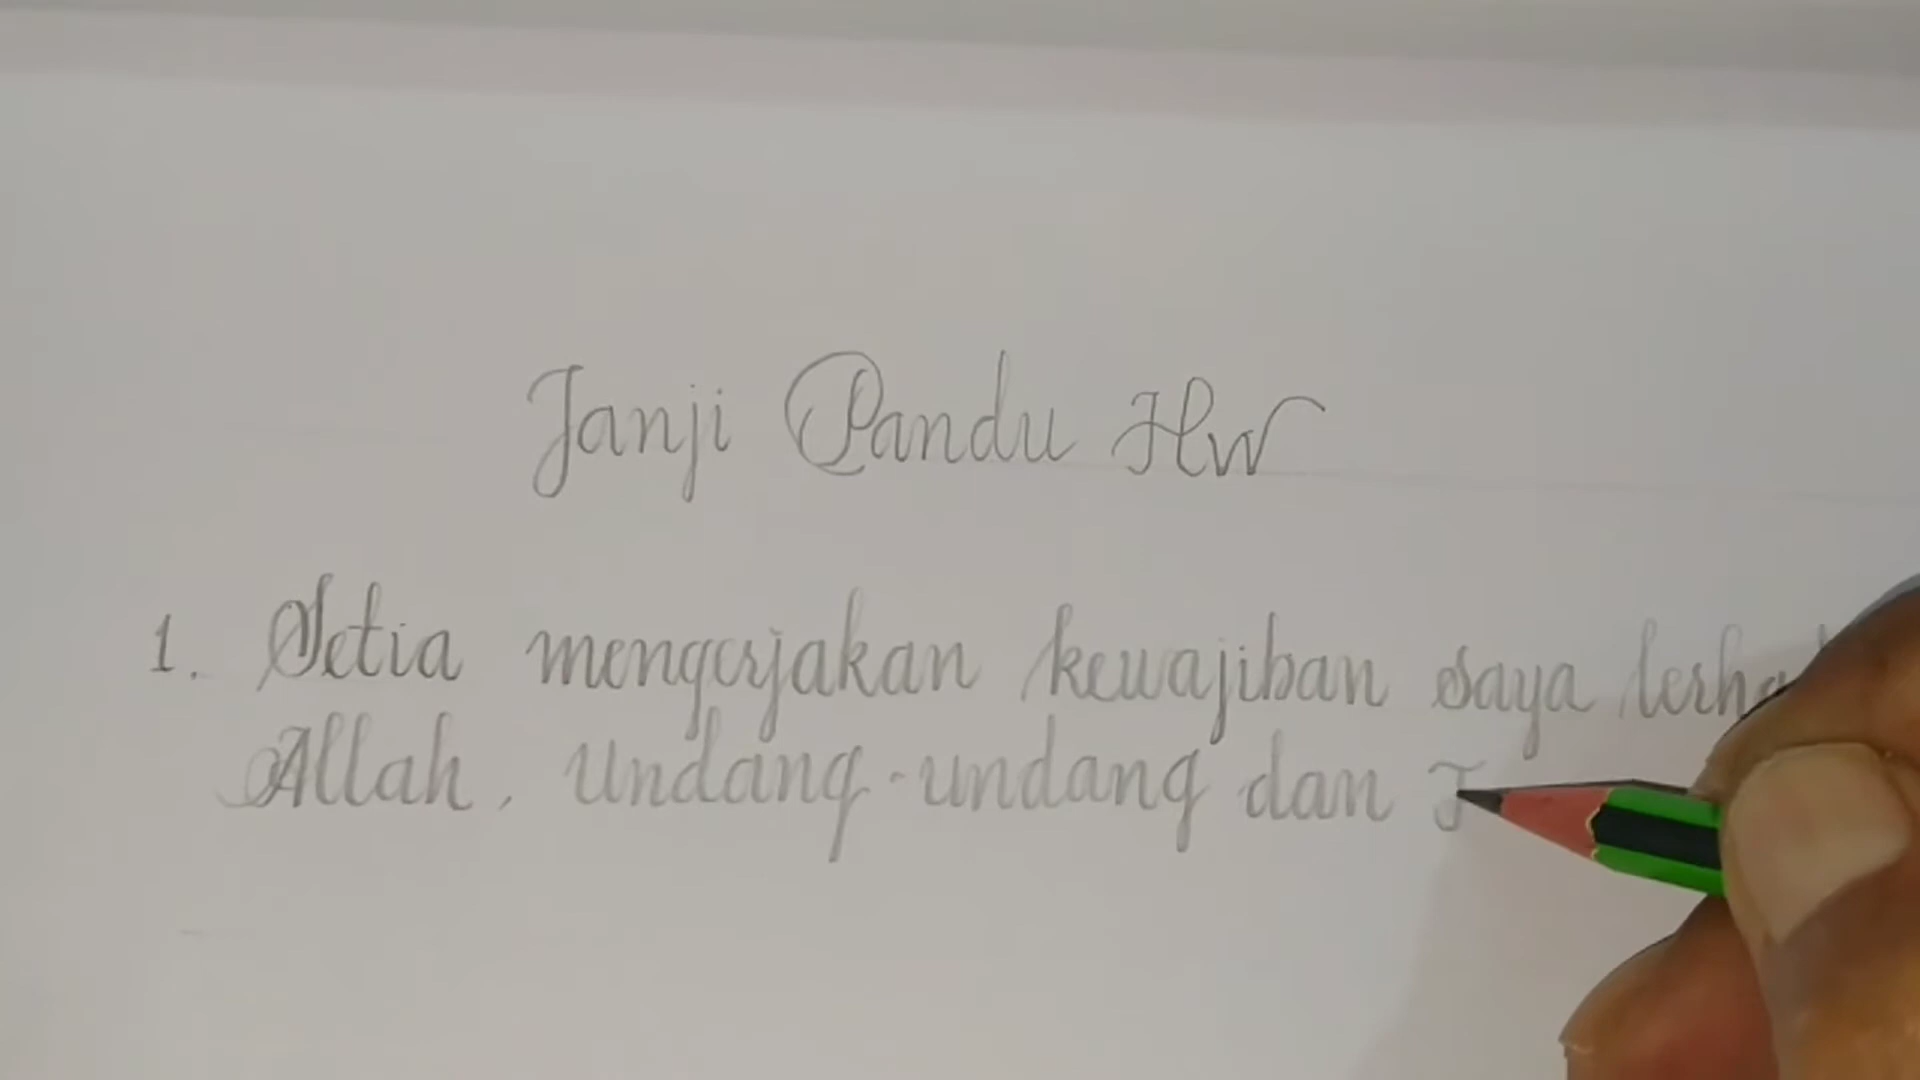 Janji Pandu HW
1. Setia mengerjakan kewajiban saya
Allah, Undang-undang dan